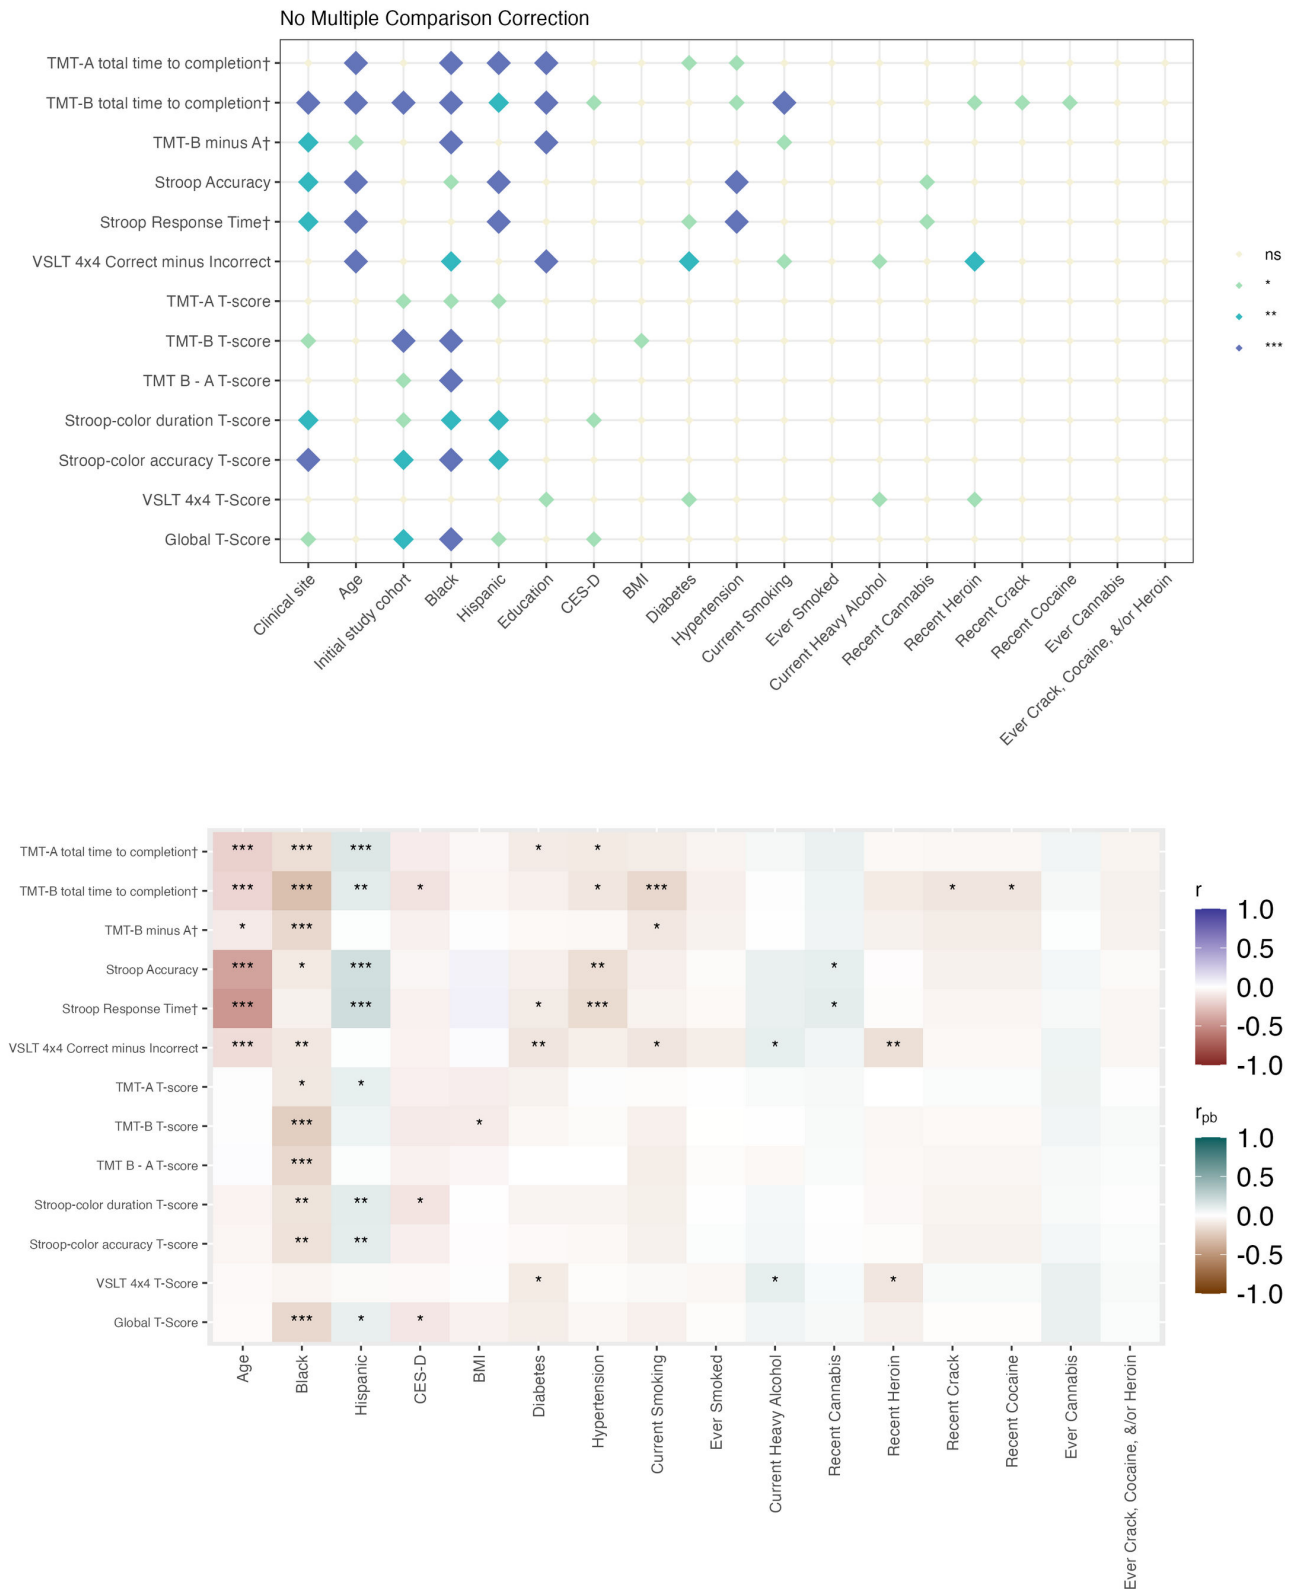 No Multiple Comparison Correction
TMT-A total time to completion†
TMT-B total time to completion†
TMT-B minus A†
Stroop Accuracy
Stroop Response Time†
VSLT 4x4 Correct minus Incorrect
TMT-A T-score
TMT-B T-score
TMT B - A T-score
Stroop-color duration T-score
Stroop-color accuracy T-score
VSLT 4x4 T-Score
Global T-Score
ns
*
**
***
Clinical site
Age
Initial study cohort
Black
Hispanic
Education
CES-D
BMI
Diabetes
Hypertension
Current Smoking
Ever Smoked
Current Heavy Alcohol
Recent Cannabis
Recent Heroin
Recent Crack
Recent Cocaine
Ever Cannabis
Ever Crack, Cocaine, &/or Heroin
TMT-A total time to completion† *** *** *** * *
TMT-B total time to completion† *** *** ** * * *** * *
TMT-B minus A† * *** *
Stroop Accuracy *** * *** ** *
Stroop Response Time† *** *** * *** *
VSLT 4x4 Correct minus Incorrect *** ** ** * * **
TMT-A T-score * *
TMT-B T-score *** *
TMT B - A T-score ***
Stroop-color duration T-score ** ** *
Stroop-color accuracy T-score ** **
VSLT 4x4 T-Score * * *
Global T-Score *** * *
r
1.0
0.5
0.0
-0.5
-1.0
rpb
1.0
0.5
0.0
-0.5
-1.0
Age
Black
Hispanic
CES-D
BMI
Diabetes
Hypertension
Current Smoking
Ever Smoked
Current Heavy Alcohol
Recent Cannabis
Recent Heroin
Recent Crack
Recent Cocaine
Ever Cannabis
Ever Crack, Cocaine, &/or Heroin